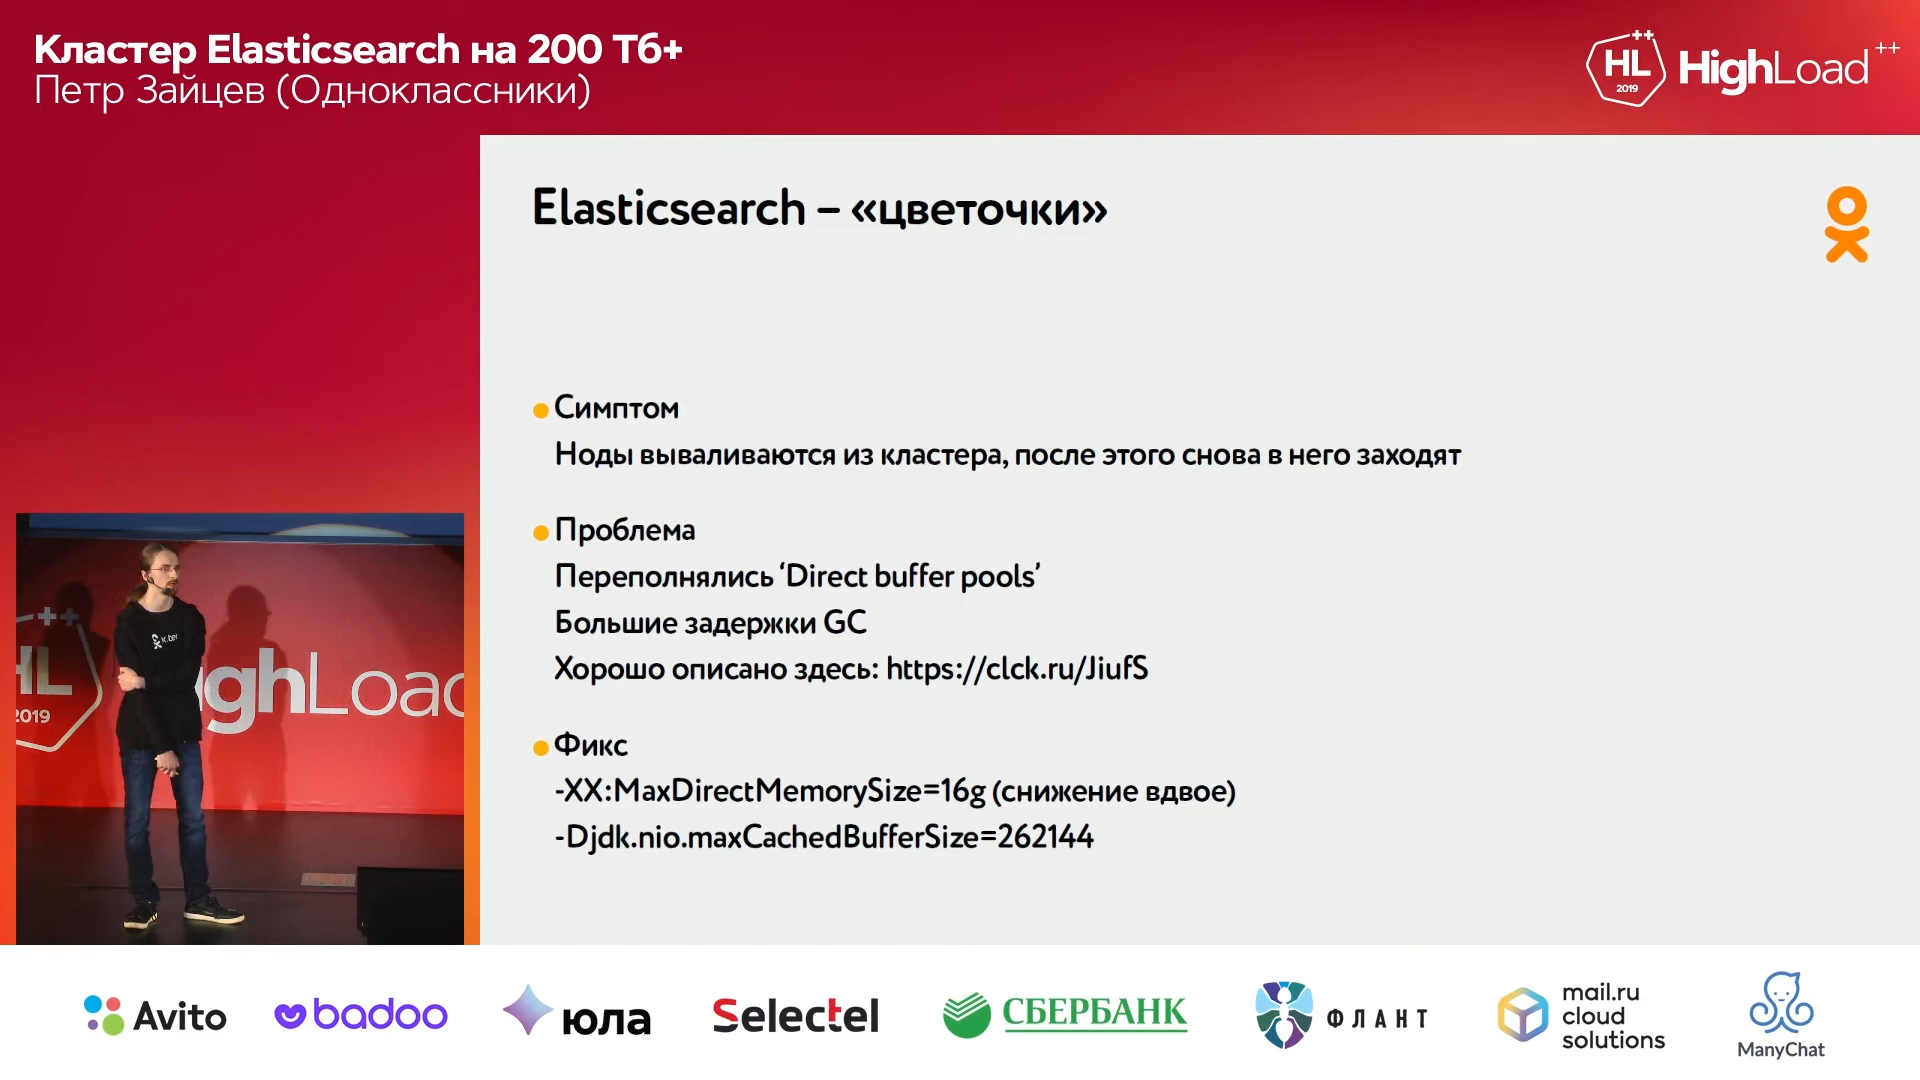 Кластер Elasticsearch на 200 Тб+
Петр Зайцев (Одноклассники)
HL++
2019
HighLoad++
Elasticsearch – «цветочки»
Симптом
Ноды вываливаются из кластера, после этого снова в него заходят
Проблема
Переполнялись ‘Direct buffer pools’
Большие задержки GC
Хорошо описано здесь: https://clck.ru/JiufS
Фикс
-XX:MaxDirectMemorySize=16g (снижение вдвое)
-Djdk.nio.maxCachedBufferSize=262144
++
HL
2019
ighLoad
Avito
badoo
юла
Selectel
СБЕРБАНК
ФЛАНТ
mail.ru
cloud
solutions
ManyChat